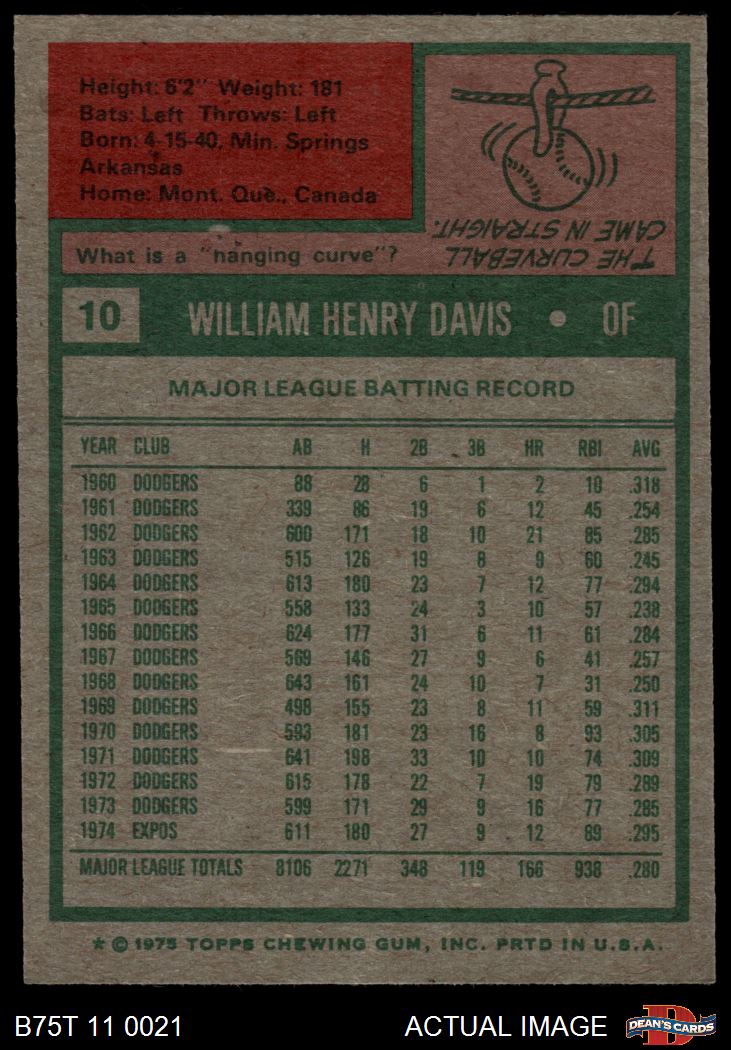 Height: 6'2" Weight: 181
Bats: Left Throws: Left
Born: 4-15-40, Min. Springs
Arkansas
Home: Mont. Que., Canada
What is a "hanging curve"?
THE CURVEBALL
CAME IN STRAIGHT.
10 WILLIAM HENRY DAVIS • OF
MAJOR LEAGUE BATTING RECORD
YEAR CLUB AB H 2B 3B HR RBI AVG
1960 DODGERS 88 28 6 1 2 10 .318
1961 DODGERS 339 86 19 6 12 45 .254
1962 DODGERS 600 171 18 10 21 85 .285
1963 DODGERS 515 126 19 8 9 60 .245
1964 DODGERS 613 180 23 7 12 77 .294
1965 DODGERS 558 133 24 3 10 57 .238
1966 DODGERS 624 177 31 6 11 61 .284
1967 DODGERS 569 146 27 9 6 41 .257
1968 DODGERS 643 161 24 10 7 31 .250
1969 DODGERS 498 155 23 8 11 59 .311
1970 DODGERS 593 181 23 16 8 93 .305
1971 DODGERS 641 198 33 10 10 74 .309
1972 DODGERS 615 178 22 7 19 79 .289
1973 DODGERS 599 171 29 9 16 77 .285
1974 EXPOS 611 180 27 9 12 89 .295
MAJOR LEAGUE TOTALS 8106 2271 348 119 166 938 .280
* © 1975 TOPPS CHEWING GUM, INC. PRTD IN U.S.A.
B75T 11 0021 ACTUAL IMAGE
DEAN'S CARDS